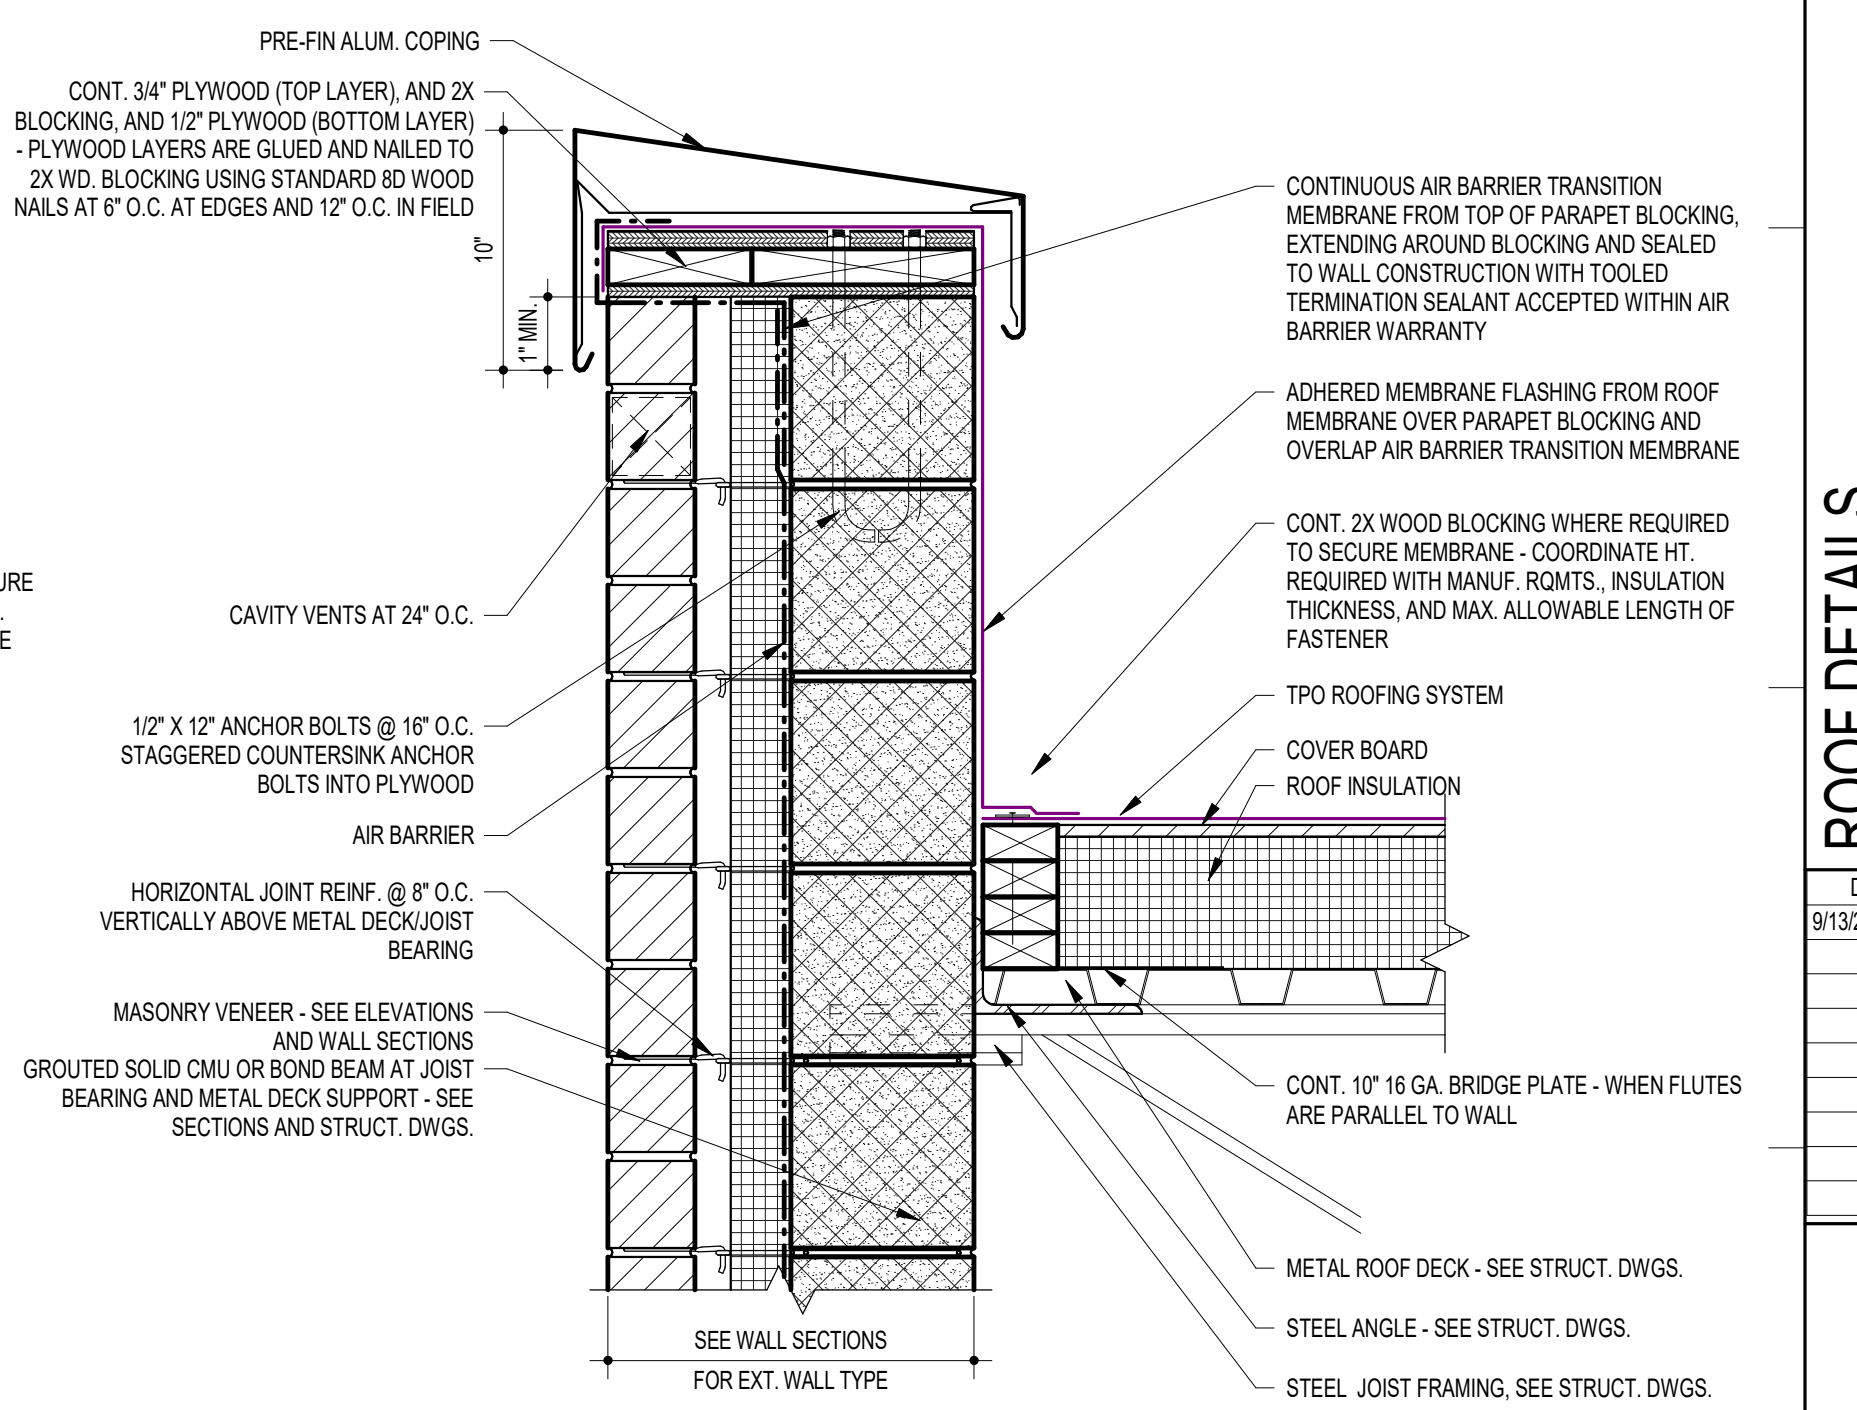 PRE-FIN ALUM. COPING
CONT. 3/4" PLYWOOD (TOP LAYER), AND 2X
BLOCKING, AND 1/2" PLYWOOD (BOTTOM LAYER)
- PLYWOOD LAYERS ARE GLUED AND NAILED TO
2X WD. BLOCKING USING STANDARD 8D WOOD
NAILS AT 6" O.C. AT EDGES AND 12" O.C. IN FIELD
10"
1" MIN.
URE
.
E
CAVITY VENTS AT 24" O.C.
1/2" X 12" ANCHOR BOLTS @ 16" O.C.
STAGGERED COUNTERSINK ANCHOR
BOLTS INTO PLYWOOD
AIR BARRIER
HORIZONTAL JOINT REINF. @ 8" O.C.
VERTICALLY ABOVE METAL DECK/JOIST
BEARING
MASONRY VENEER - SEE ELEVATIONS
AND WALL SECTIONS
GROUTED SOLID CMU OR BOND BEAM AT JOIST
BEARING AND METAL DECK SUPPORT - SEE
SECTIONS AND STRUCT. DWGS.
SEE WALL SECTIONS
FOR EXT. WALL TYPE
CONTINUOUS AIR BARRIER TRANSITION
MEMBRANE FROM TOP OF PARAPET BLOCKING,
EXTENDING AROUND BLOCKING AND SEALED
TO WALL CONSTRUCTION WITH TOOLED
TERMINATION SEALANT ACCEPTED WITHIN AIR
BARRIER WARRANTY
ADHERED MEMBRANE FLASHING FROM ROOF
MEMBRANE OVER PARAPET BLOCKING AND
OVERLAP AIR BARRIER TRANSITION MEMBRANE
CONT. 2X WOOD BLOCKING WHERE REQUIRED
TO SECURE MEMBRANE - COORDINATE HT.
REQUIRED WITH MANUF. RQMTS., INSULATION
THICKNESS, AND MAX. ALLOWABLE LENGTH OF
FASTENER
TPO ROOFING SYSTEM
COVER BOARD
ROOF INSULATION
CONT. 10" 16 GA. BRIDGE PLATE - WHEN FLUTES
ARE PARALLEL TO WALL
METAL ROOF DECK - SEE STRUCT. DWGS.
STEEL ANGLE - SEE STRUCT. DWGS.
STEEL JOIST FRAMING, SEE STRUCT. DWGS.
ROOF DETAILS
9/13/2